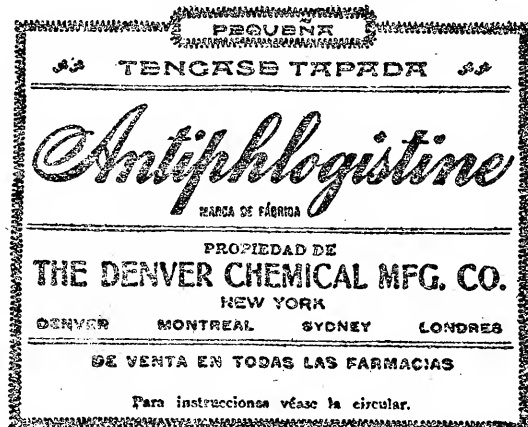 PEQUEÑA
TENGASE TAPADA
Antiphlogistine
MARCA DE FÁBRICA
PROPIEDAD DE
THE DENVER CHEMICAL MFG. CO.
NEW YORK
DENVER MONTREAL SYDNEY LONDRES
DE VENTA EN TODAS LAS FARMACIAS
Para instrucciones véase la circular.